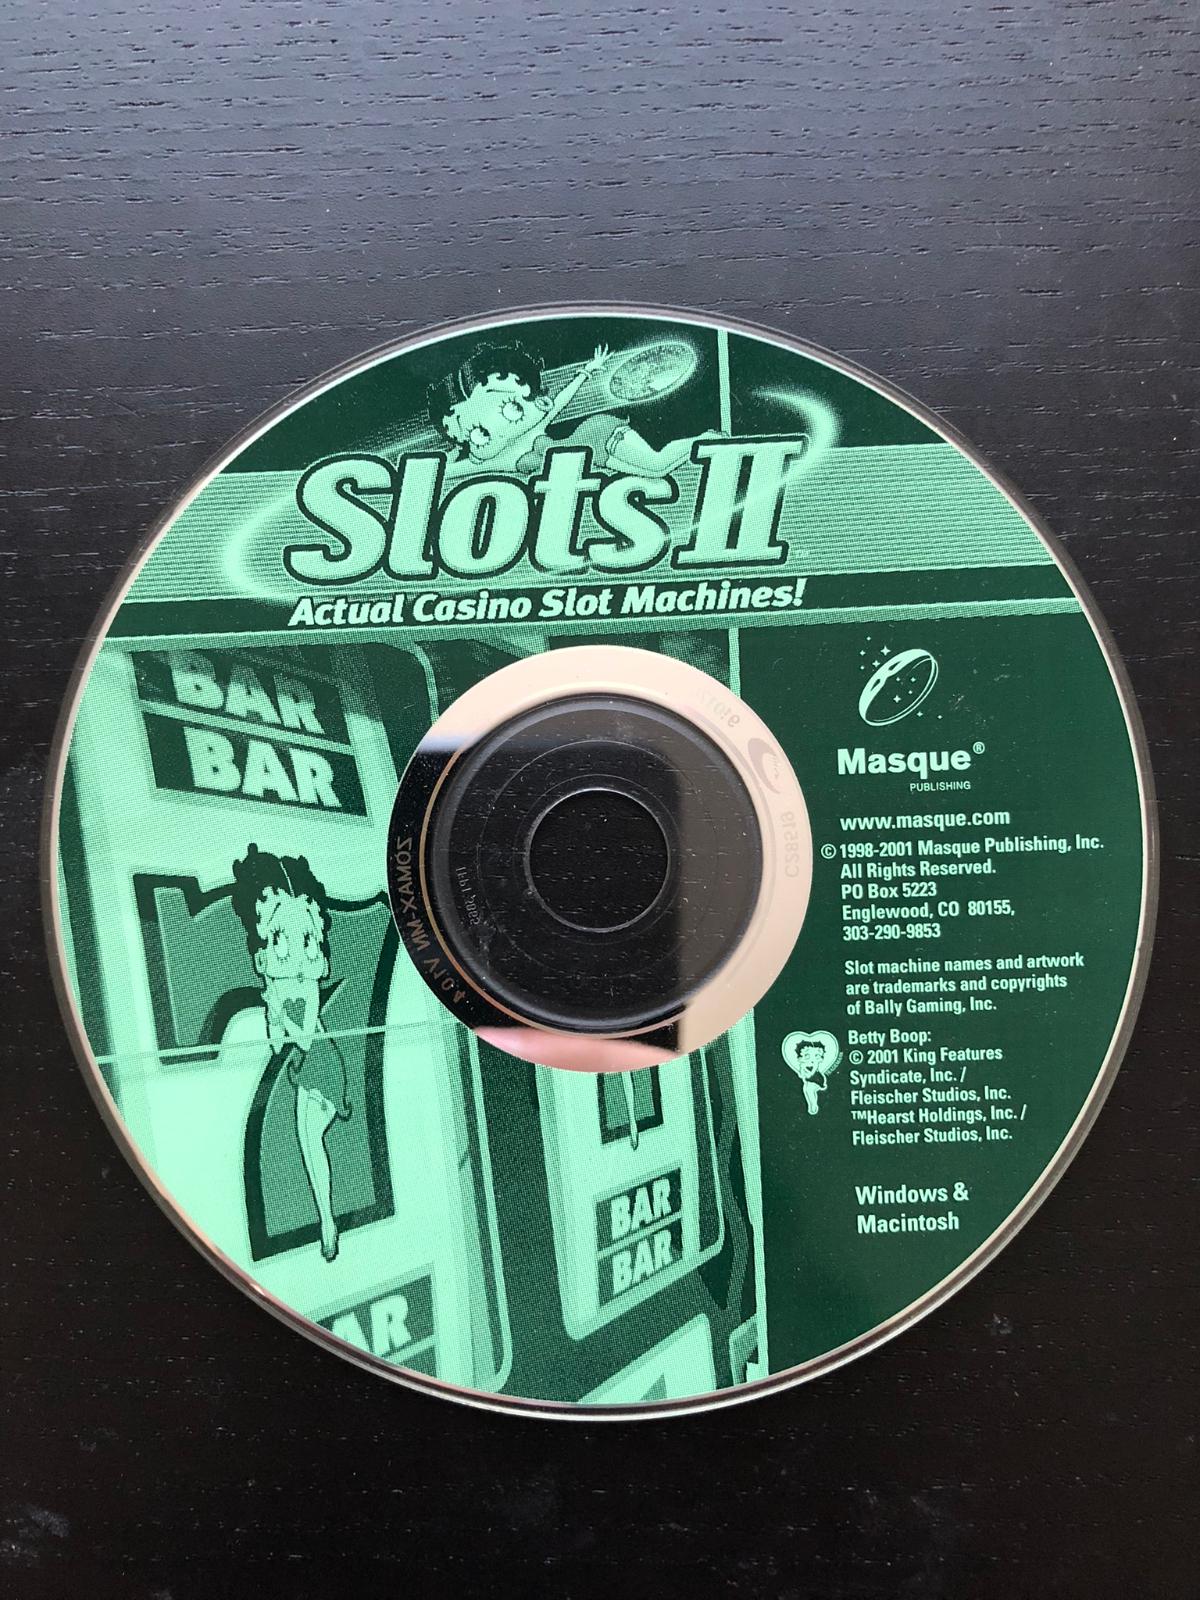 Slots II
Actual Casino Slot Machines!
BAR
BAR
BAR
BAR
Masque®
PUBLISHING
www.masque.com
© 1998-2001 Masque Publishing, Inc.
All Rights Reserved.
PO Box 5223
Englewood, CO 80155,
303-290-9853
Slot machine names and artwork
are trademarks and copyrights
of Bally Gaming, Inc.
Betty Boop:
© 2001 King Features
Syndicate, Inc. /
Fleischer Studios, Inc.
™Hearst Holdings, Inc. /
Fleischer Studios, Inc.
Windows &
Macintosh
C28519